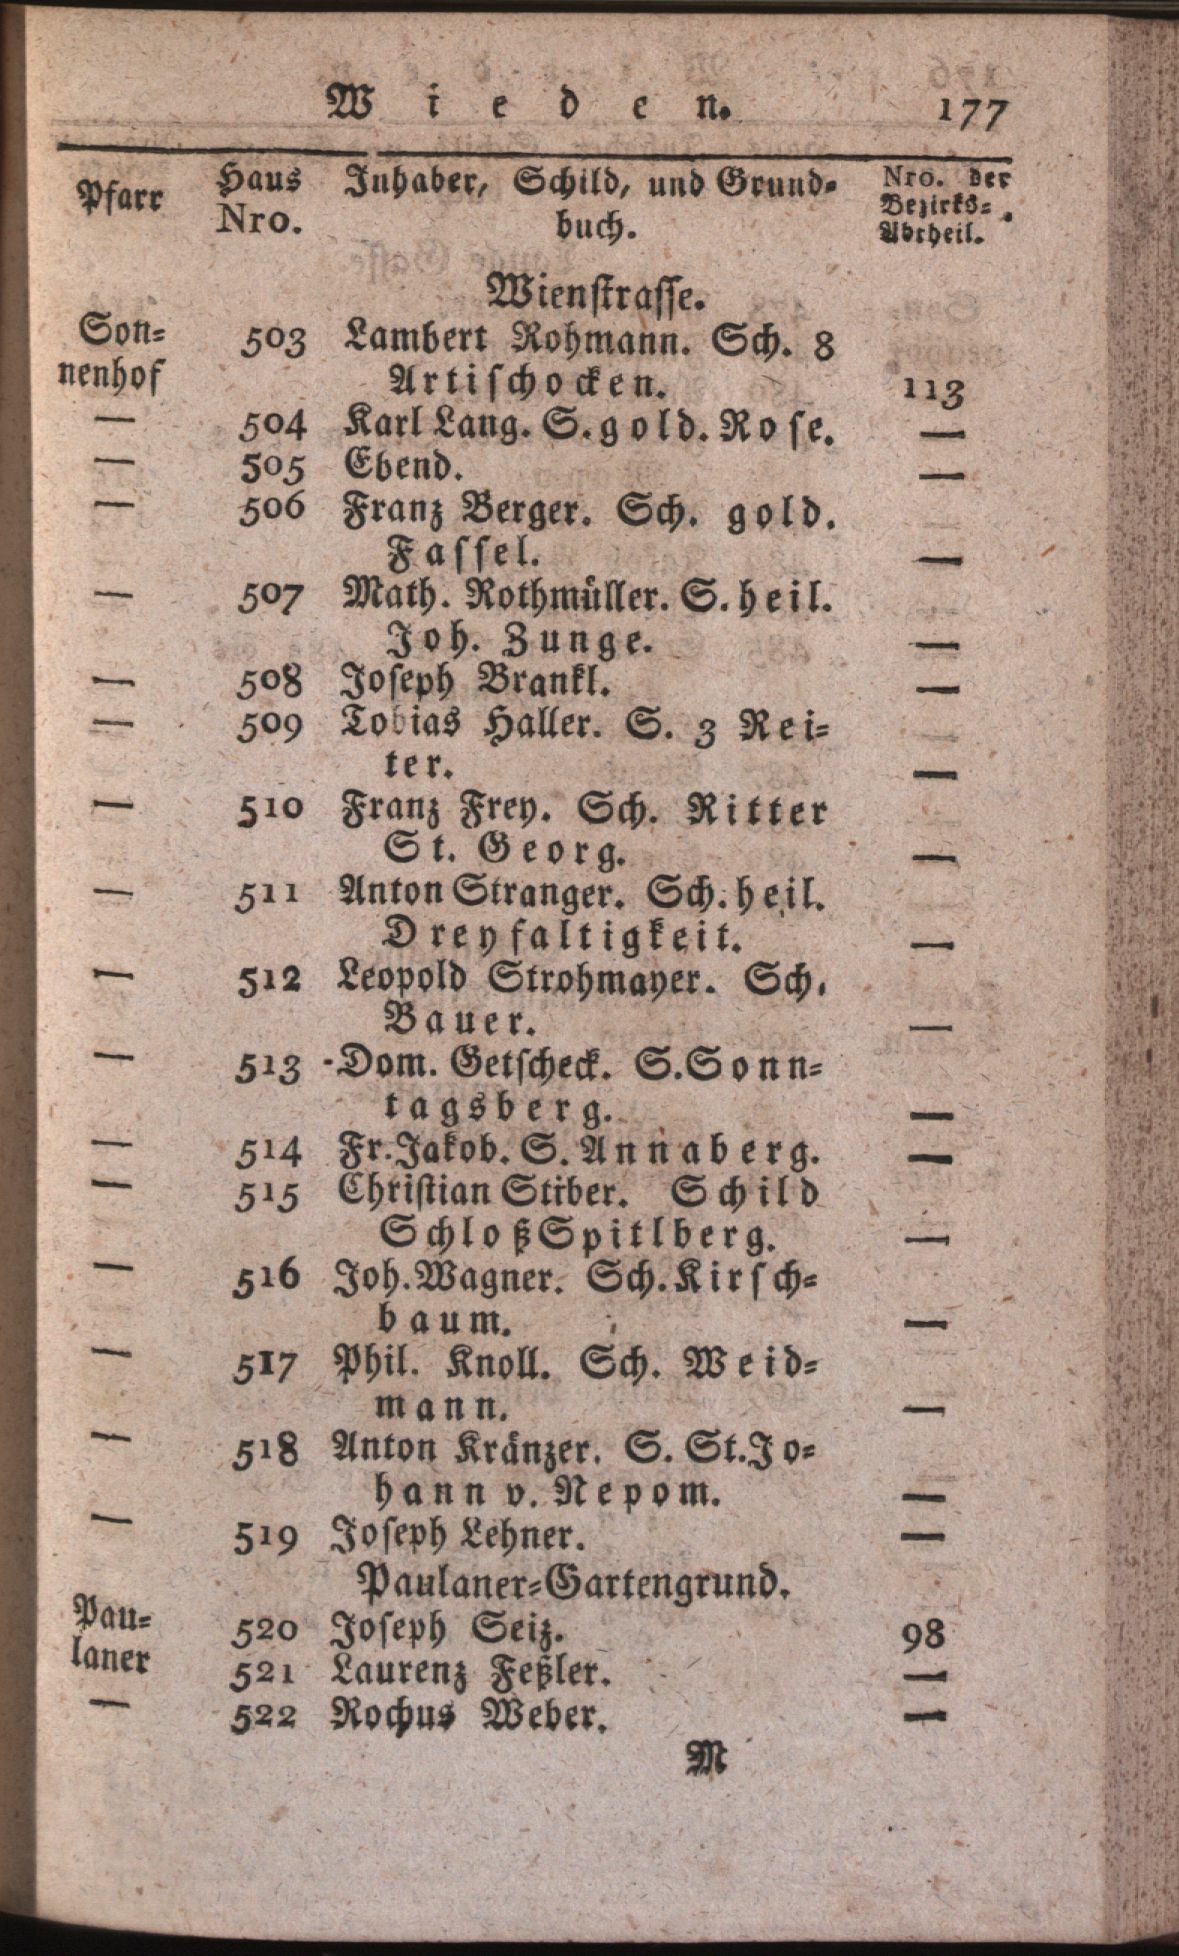 Wieden. 177
Pfarr Haus Nro. Inhaber, Schild, und Grund=
buch. Nro. der Bezirks= Abtheil.
Wienstrasse.
Son= 503 Lambert Rohmann. Sch. 8
nenhof Artischocken. 113
— 504 Karl Lang. S. gold. Rose. —
— 505 Ebend. —
— 506 Franz Berger. Sch. gold.
Fassel. —
— 507 Math. Rothmüller. S. heil.
Joh. Zunge. —
— 508 Joseph Brankl. —
— 509 Tobias Haller. S. 3 Rei=
ter. —
— 510 Franz Frey. Sch. Ritter
St. Georg. —
— 511 Anton Stranger. Sch. heil.
Dreyfaltigkeit. —
— 512 Leopold Strohmayer. Sch.
Bauer. —
— 513 Dom. Getscheck. S. Sonn=
tagsberg. —
— 514 Fr. Jakob. S. Annaberg. —
— 515 Christian Stiber. Schild
Schloß Spitlberg. —
— 516 Joh. Wagner. Sch. Kirsch=
baum. —
— 517 Phil. Knoll. Sch. Weid=
mann. —
— 518 Anton Kränzer. S. St. Jo=
hann v. Nepom. —
— 519 Joseph Lehner. —
Paulaner=Gartengrund.
Pau= 520 Joseph Seiz. 98
laner 521 Laurenz Feßler. —
— 522 Rochus Weber. —
M